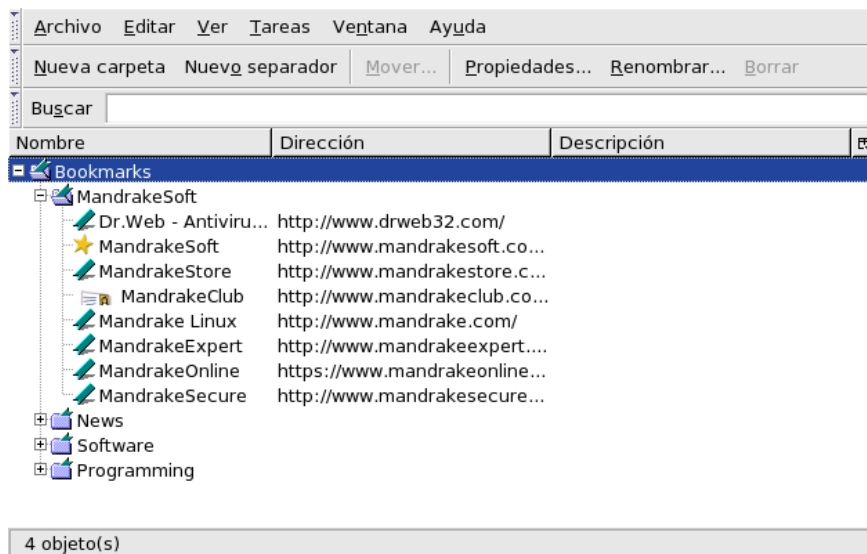 Archivo Editar Ver Tareas Ventana Ayuda
Nueva carpeta Nuevo separador Mover... Propiedades... Renombrar... Borrar
Buscar
Nombre Dirección Descripción
Bookmarks
MandrakeSoft
Dr.Web - Antiviru... http://www.drweb32.com/
MandrakeSoft http://www.mandrakesoft.co...
MandrakeStore http://www.mandrakestore.c...
MandrakeClub http://www.mandrakeclub.co...
Mandrake Linux http://www.mandrake.com/
MandrakeExpert http://www.mandrakeexpert....
MandrakeOnline https://www.mandrakeonline...
MandrakeSecure http://www.mandrakesecure...
News
Software
Programming
4 objeto(s)